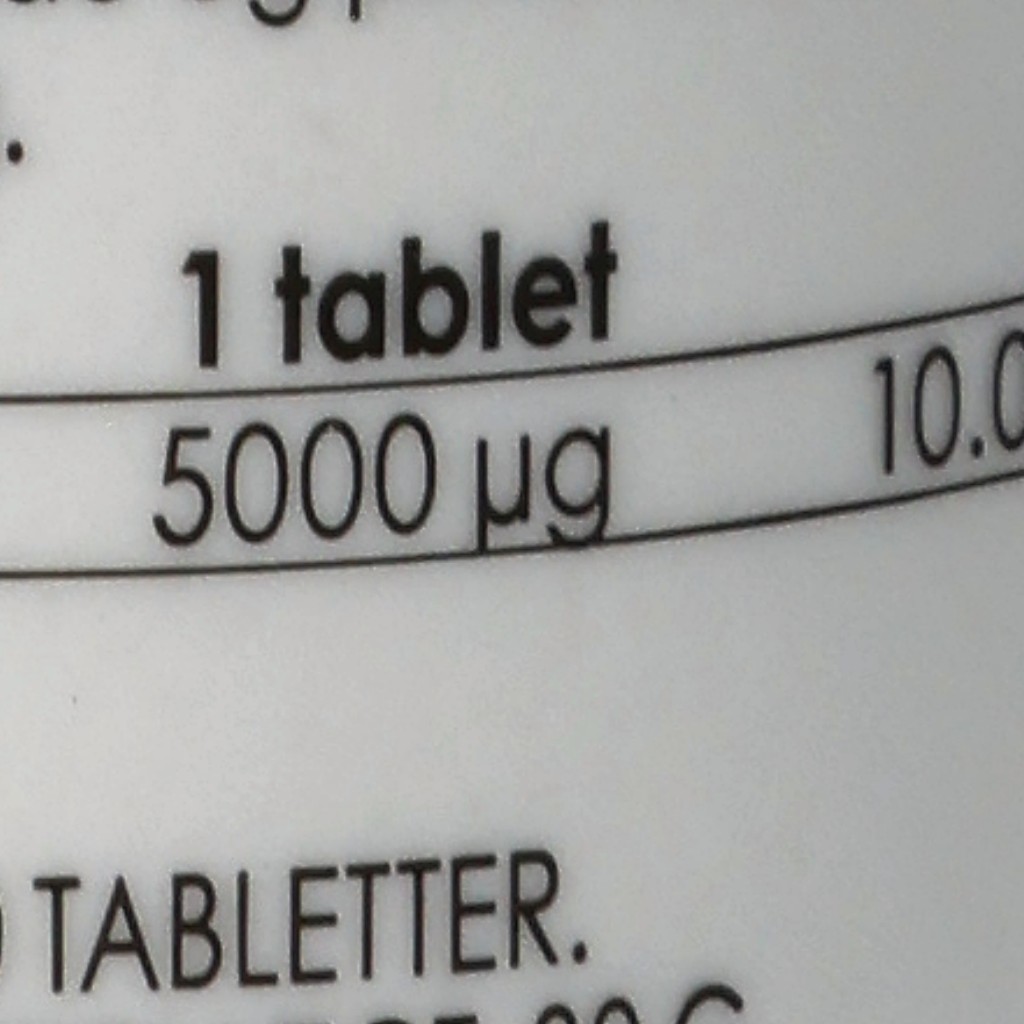 1 tablet
5000 µg 10.0
TABLETTER.